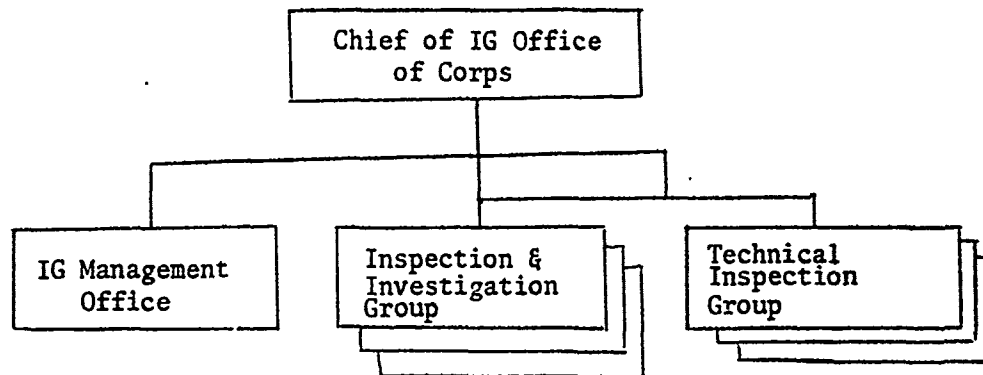 Chief of IG Office
of Corps
IG Management
Office
Inspection &
Investigation
Group
Technical
Inspection
Group